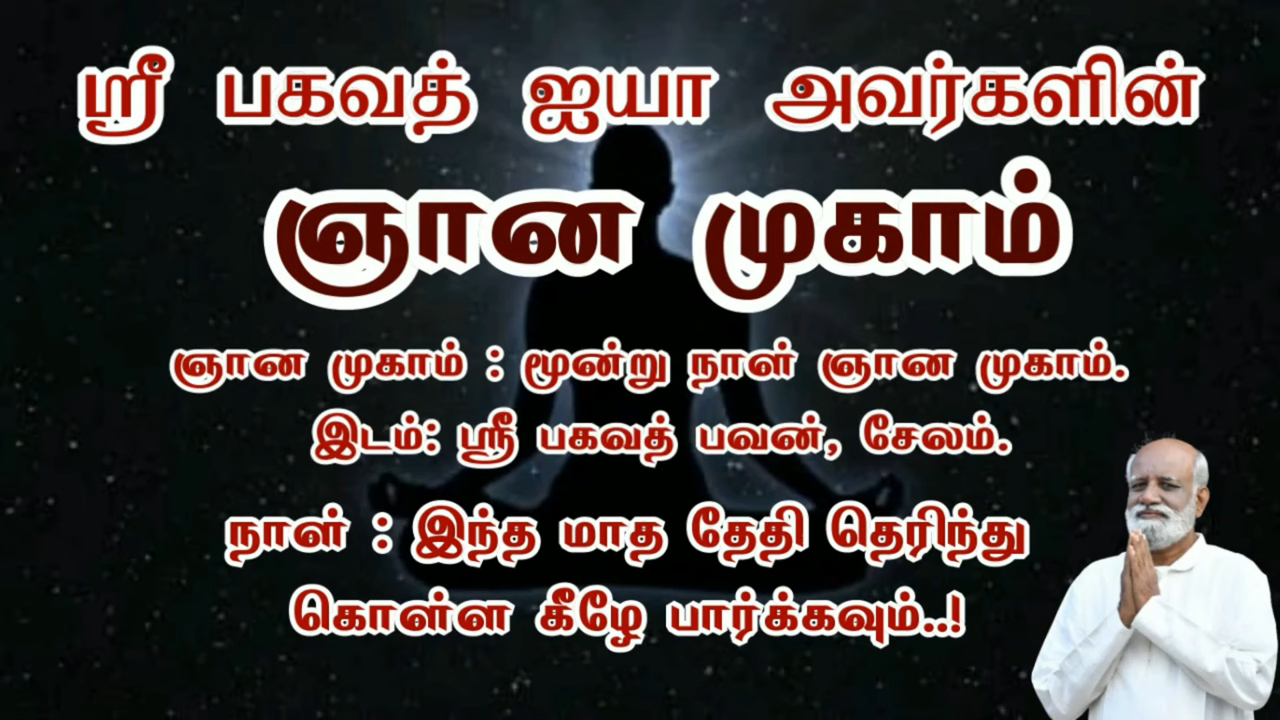 ஸ்ரீ பகவத் ஐயா அவர்களின்
ஞான முகாம்
ஞான முகாம் : மூன்று நாள் ஞான முகாம்.
இடம்: ஸ்ரீ பகவத் பவன், சேலம்.
நாள் : இந்த மாத தேதி தெரிந்து
கொள்ள கீழே பார்க்கவும்..!